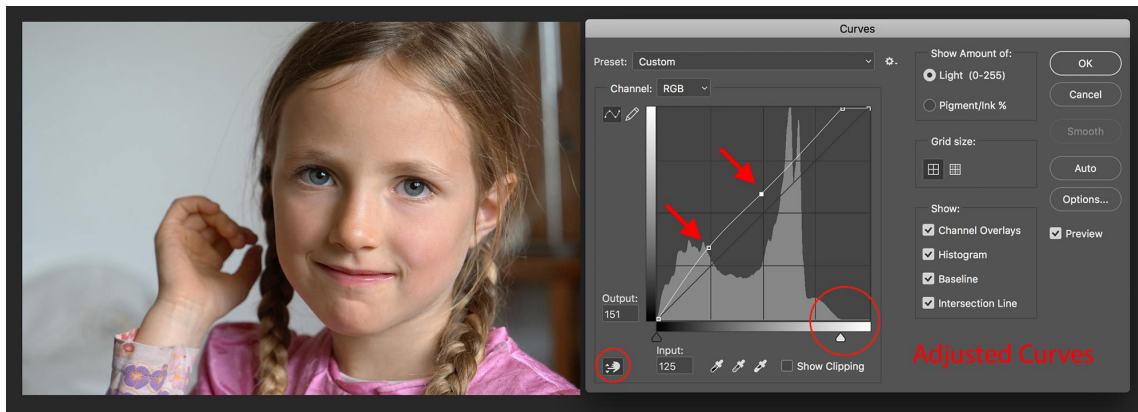 Curves
Preset: Custom
Channel: RGB
Output:
151
Input:
125
Show Clipping
Show Amount of:
Light (0-255)
Pigment/Ink %
Grid size:
Show:
Channel Overlays
Histogram
Baseline
Intersection Line
OK
Cancel
Smooth
Auto
Options...
Preview
Adjusted Curves